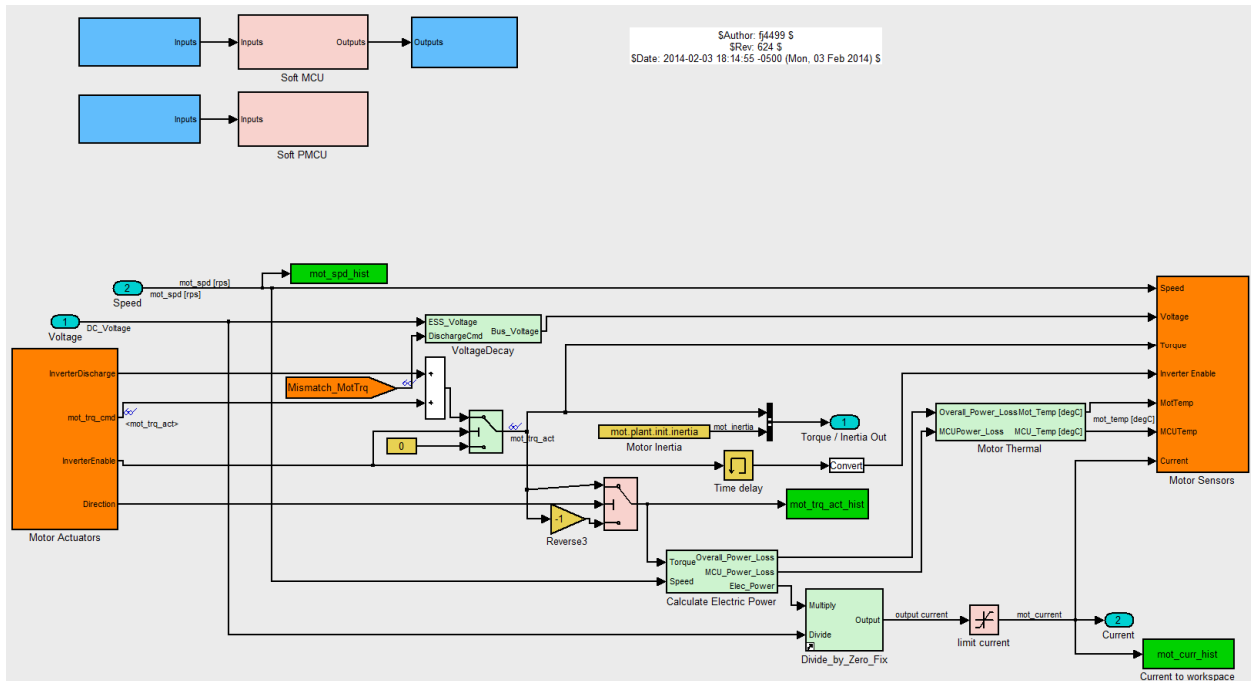 Inputs
Inputs
Outputs
Outputs
Soft MCU
$Author: fj4499 $
$Rev: 624 $
$Date: 2014-02-03 18:14:55 -0500 (Mon, 03 Feb 2014) $
Inputs
Inputs
Soft PMCU
mot_spd_hist
mot_spd [rps]
2
mot_spd [rps]
Speed
Speed
1
DC_Voltage
Voltage
ESS_Voltage
Bus_Voltage
DischargeCmd
VoltageDecay
Voltage
Torque
InverterDischarge
Mismatch_MotTrq
+
+
Inverter Enable
mot_trq_cmd
<mot_trq_act>
mot_trq_act
0
mot.plant.init.inertia
mot_inertia
Motor Inertia
1
Torque / Inertia Out
Overall_Power_Loss
Mot_Temp [degC]
MCUPower_Loss
MCU_Temp [degC]
Motor Thermal
mot_temp [degC]
MotTemp
MCUTemp
InverterEnable
Time delay
Convert
Current
Motor Sensors
Direction
-1
Reverse3
mot_trq_act_hist
Motor Actuators
Torque
Overall_Power_Loss
MCU_Power_Loss
Speed
Elec_Power
Calculate Electric Power
Multiply
Output
Divide
Divide_by_Zero_Fix
output current
limit current
mot_current
2
Current
mot_curr_hist
Current to workspace